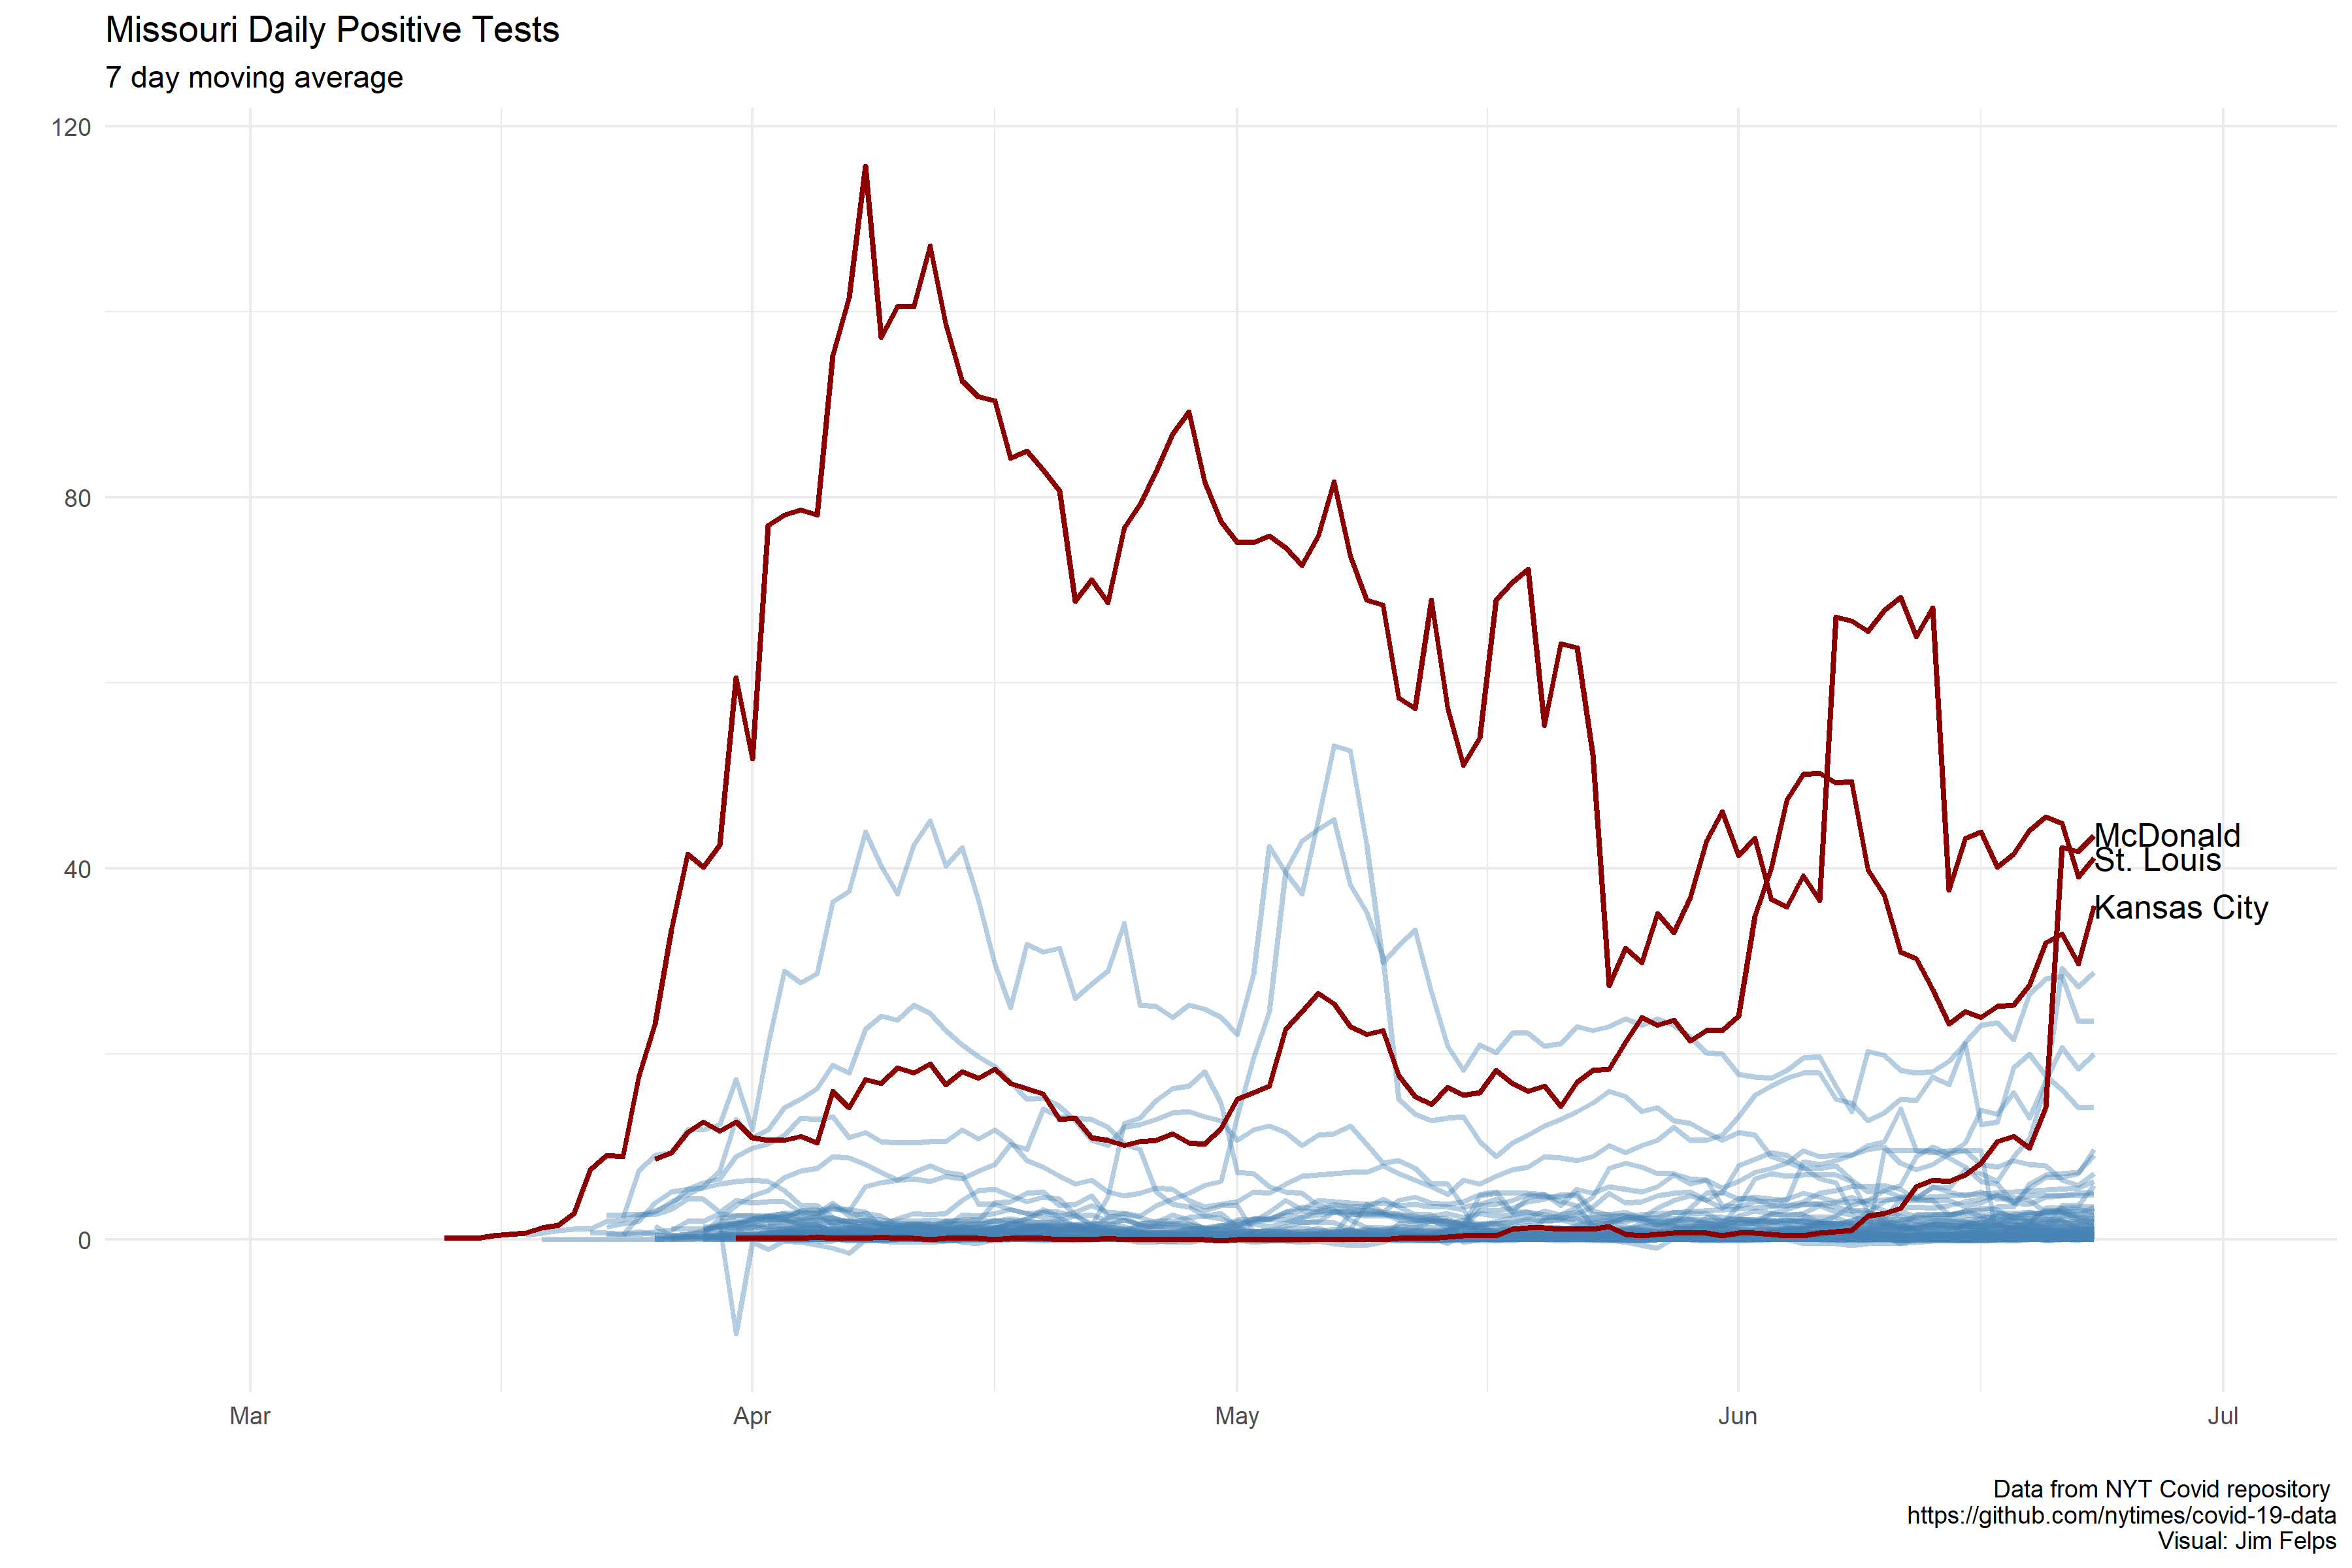 Missouri Daily Positive Tests
7 day moving average
120
80
40
0
McDonald
St. Louis
Kansas City
Mar Apr May Jun Jul
Data from NYT Covid repository
https://github.com/nytimes/covid-19-data
Visual: Jim Felps